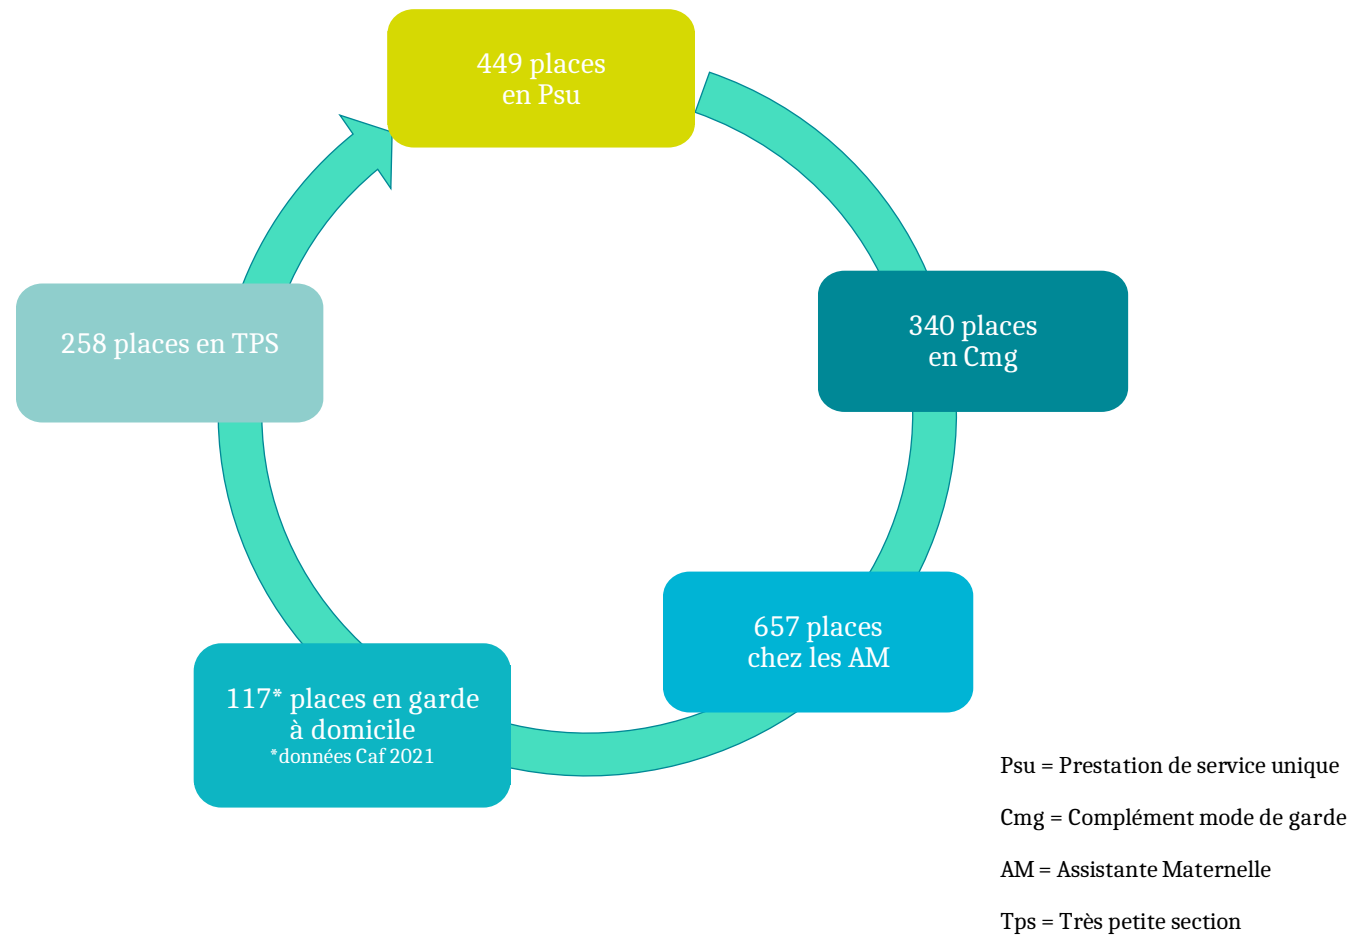 449 places
en Psu
340 places
en Cmg
657 places
chez les AM
117* places en garde
à domicile
*données Caf 2021
258 places en TPS
Psu = Prestation de service unique
Cmg = Complément mode de garde
AM = Assistante Maternelle
Tps = Très petite section